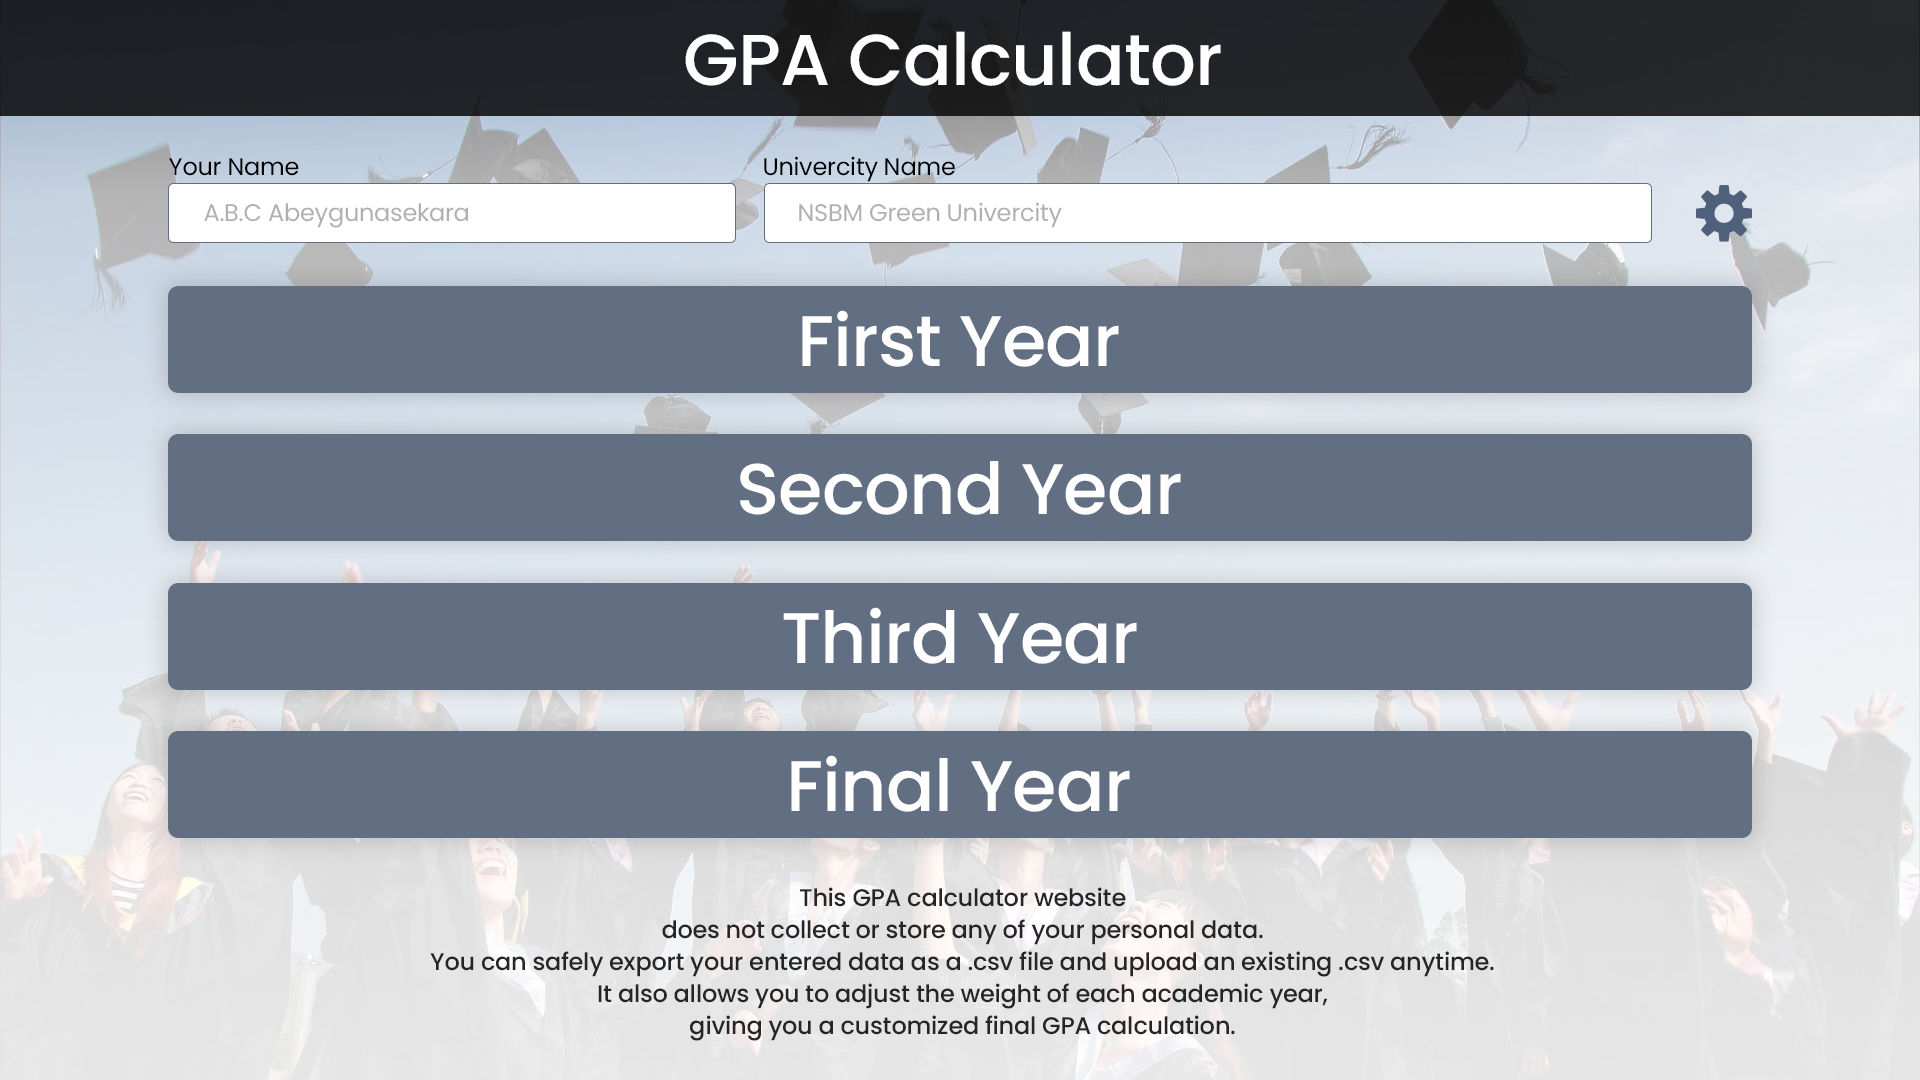 GPA Calculator
Your Name
Univercity Name
A.B.C Abeygunasekara
NSBM Green Univercity
First Year
Second Year
Third Year
Final Year
This GPA calculator website
does not collect or store any of your personal data.
You can safely export your entered data as a .csv file and upload an existing .csv anytime.
It also allows you to adjust the weight of each academic year,
giving you a customized final GPA calculation.